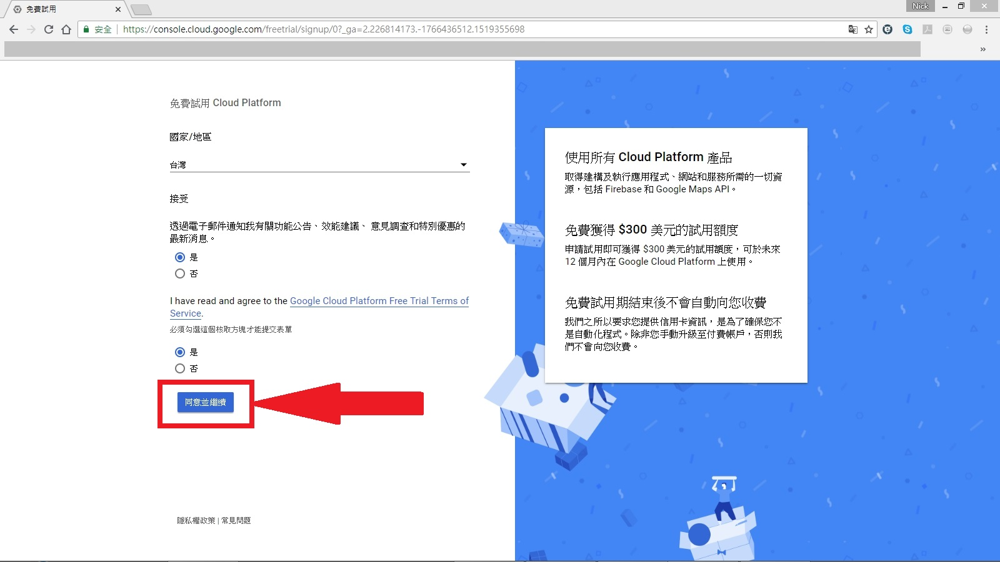 免費試用
Nick
安全
https://console.cloud.google.com/freetrial/signup/0?_ga=2.226814173.-1766436512.1519355698
»
免費試用 Cloud Platform
國家/地區
台灣
接受
透過電子郵件通知我有關功能公告、效能建議、 意見調查和特別優惠的
最新消息。
是
否
I have read and agree to the Google Cloud Platform Free Trial Terms of
Service.
必須勾選這個核取方塊才能提交表單
是
否
同意並繼續
隱私權政策 | 常見問題
使用所有 Cloud Platform 產品
取得建構及執行應用程式、網站和服務所需的一切資
源，包括 Firebase 和 Google Maps API。
免費獲得 $300 美元的試用額度
申請試用即可獲得 $300 美元的試用額度，可於未來
12 個月內在 Google Cloud Platform 上使用。
免費試用期結束後不會自動向您收費
我們之所以要求您提供信用卡資訊，是為了確保您不
是自動化程式。除非您手動升級至付費帳戶，否則我
們不會向您收費。